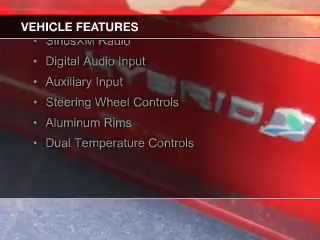 VEHICLE FEATURES
• SiriusXM Radio
• Digital Audio Input
• Auxiliary Input
• Steering Wheel Controls
• Aluminum Rims
• Dual Temperature Controls
HYBRID